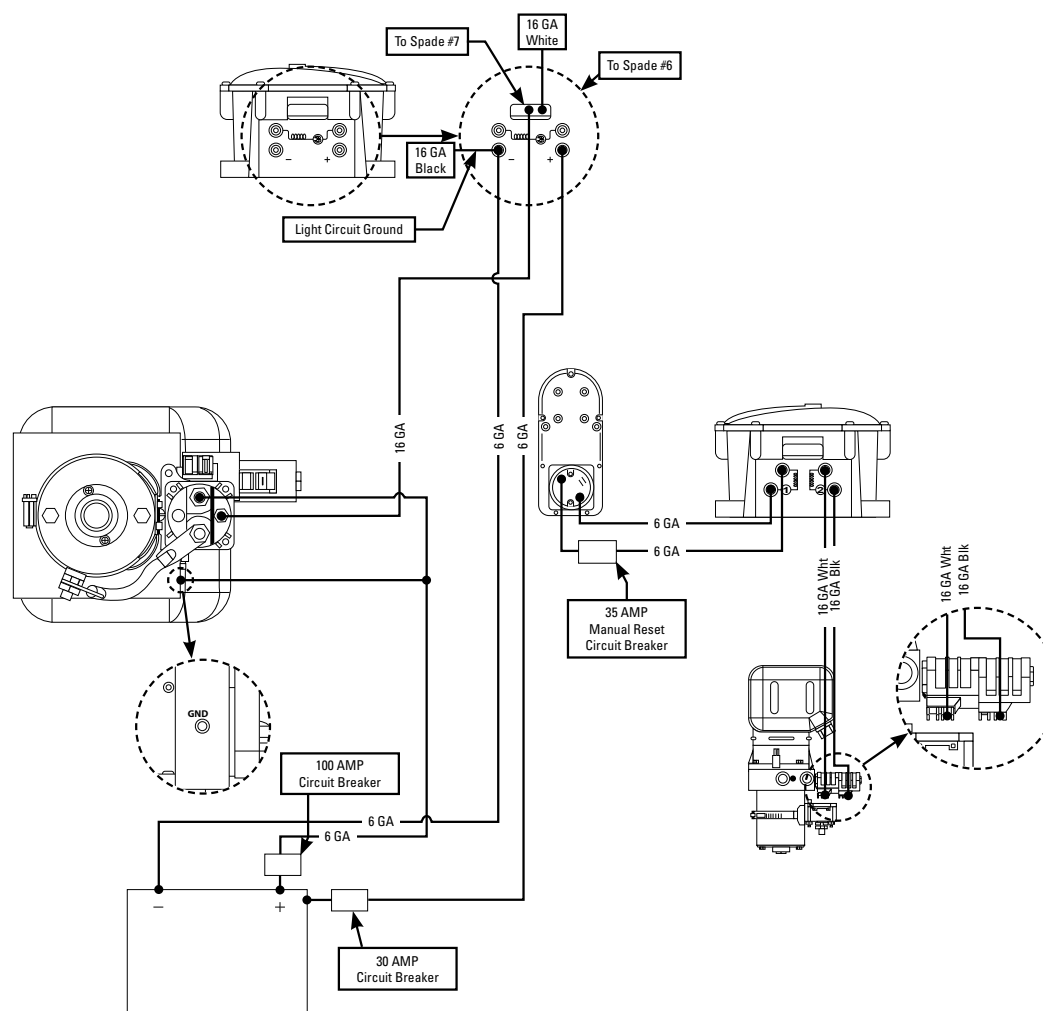 16 GA
White
To Spade #7
To Spade #6
16 GA
Black
−
+
−
+
Light Circuit Ground
16 GA
6 GA
6 GA
1
2
6 GA
6 GA
35 AMP
Manual Reset
Circuit Breaker
16 GA Wht
16 GA Blk
16 GA Wht
16 GA Blk
GND
100 AMP
Circuit Breaker
6 GA
6 GA
−
+
30 AMP
Circuit Breaker